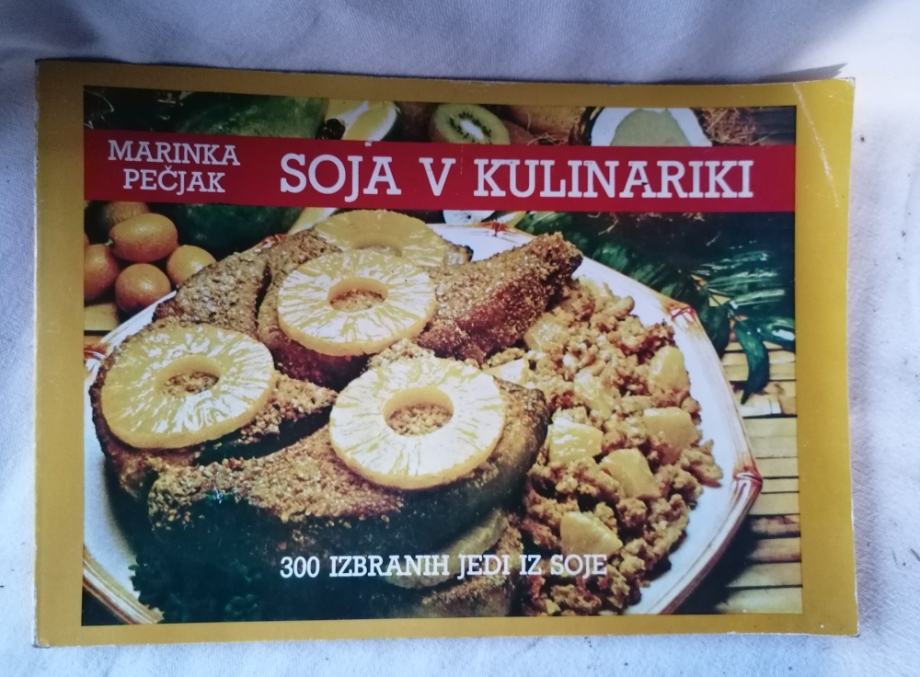 MARINKA
PEČJAK
SOJA V KULINARIKI
300 IZBRANIH JEDI IZ SOJE